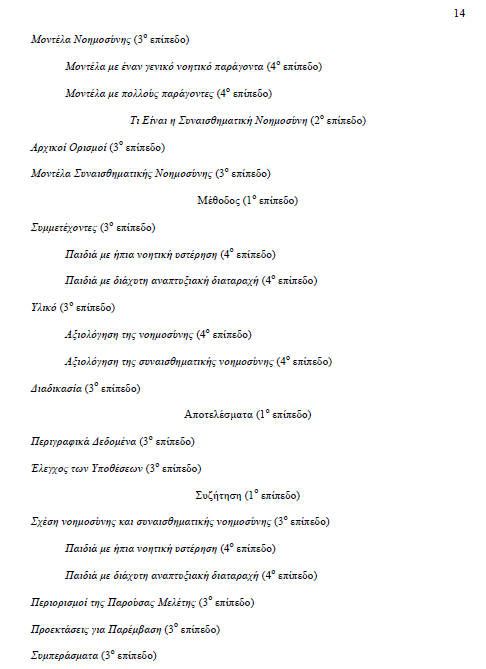 14
Μοντέλα Νοημοσύνης (3ο επίπεδο)
Μοντέλα με έναν γενικό νοητικό παράγοντα (4ο επίπεδο)
Μοντέλα με πολλούς παράγοντες (4ο επίπεδο)
Τι Είναι η Συναισθηματική Νοημοσύνη (2ο επίπεδο)
Αρχικοί Ορισμοί (3ο επίπεδο)
Μοντέλα Συναισθηματικής Νοημοσύνης (3ο επίπεδο)
Μέθοδος (1ο επίπεδο)
Συμμετέχοντες (3ο επίπεδο)
Παιδιά με ήπια νοητική υστέρηση (4ο επίπεδο)
Παιδιά με διάχυτη αναπτυξιακή διαταραχή (4ο επίπεδο)
Υλικό (3ο επίπεδο)
Αξιολόγηση της νοημοσύνης (4ο επίπεδο)
Αξιολόγηση της συναισθηματικής νοημοσύνης (4ο επίπεδο)
Διαδικασία (3ο επίπεδο)
Αποτελέσματα (1ο επίπεδο)
Περιγραφικά Δεδομένα (3ο επίπεδο)
Έλεγχος των Υποθέσεων (3ο επίπεδο)
Συζήτηση (1ο επίπεδο)
Σχέση νοημοσύνης και συναισθηματικής νοημοσύνης (3ο επίπεδο)
Παιδιά με ήπια νοητική υστέρηση (4ο επίπεδο)
Παιδιά με διάχυτη αναπτυξιακή διαταραχή (4ο επίπεδο)
Περιορισμοί της Παρούσας Μελέτης (3ο επίπεδο)
Προεκτάσεις για Παρέμβαση (3ο επίπεδο)
Συμπεράσματα (3ο επίπεδο)